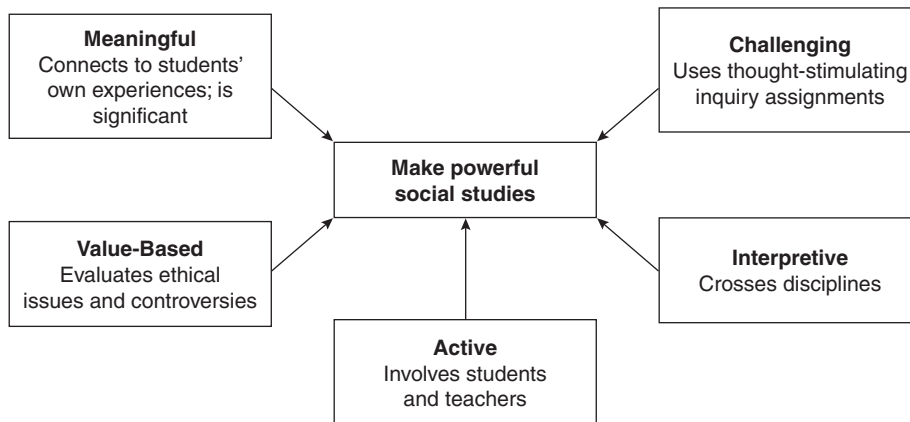 Meaningful
Connects to students’
own experiences; is
significant
Challenging
Uses thought-stimulating
inquiry assignments
Make powerful
social studies
Value-Based
Evaluates ethical
issues and controversies
Interpretive
Crosses disciplines
Active
Involves students
and teachers